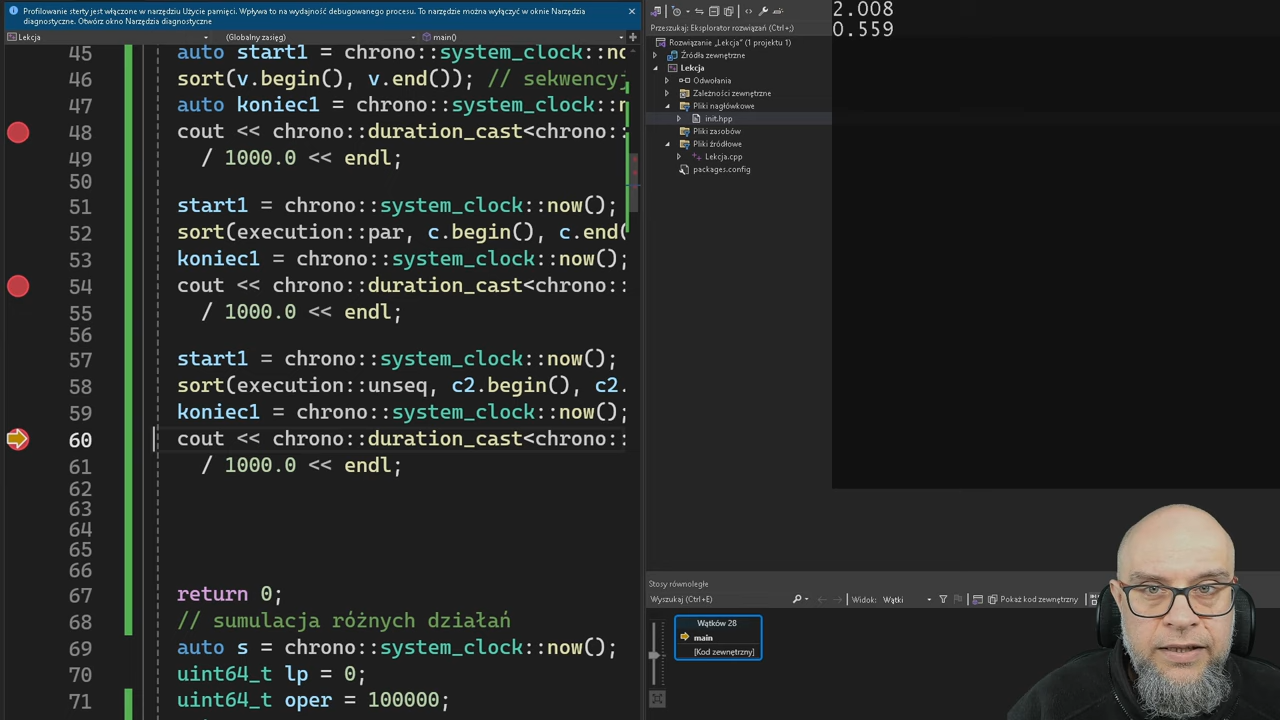 Profilowanie sterty jest włączone w narzędziu Użycie pamięci. Wpływa to na wydajność debugowanego procesu. To narzędzie można wyłączyć w oknie Narzędzia
diagnostyczne. Otwórz okno Narzędzia diagnostyczne
Lekcja (Globalny zasięg) main()
45 auto start1 = chrono::system_clock::no
46 sort(v.begin(), v.end()); // sekwency
47 auto koniec1 = chrono::system_clock::n
48 cout << chrono::duration_cast<chrono::
49 / 1000.0 << endl;
50
51 start1 = chrono::system_clock::now();
52 sort(execution::par, c.begin(), c.end(
53 koniec1 = chrono::system_clock::now();
54 cout << chrono::duration_cast<chrono::
55 / 1000.0 << endl;
56
57 start1 = chrono::system_clock::now();
58 sort(execution::unseq, c2.begin(), c2.
59 koniec1 = chrono::system_clock::now();
60 cout << chrono::duration_cast<chrono::
61 / 1000.0 << endl;
62
63
64
65
66
67 return 0;
68 // sumulacja różnych działań
69 auto s = chrono::system_clock::now();
70 uint64_t lp = 0;
71 uint64_t oper = 100000;
Przeszukaj: Eksplorator rozwiązań (Ctrl+;)
Rozwiązanie „Lekcja" (1 projektu 1)
Źródła zewnętrzne
Lekcja
Odwołania
Zależności zewnętrzne
Pliki nagłówkowe
init.hpp
Pliki zasobów
Pliki źródłowe
Lekcja.cpp
packages.config
2.008
0.559
Stosy równoległe
Wyszukaj (Ctrl+E) Widok: Wątki Pokaż kod zewnętrzny
Wątków 28
main
[Kod zewnętrzny]